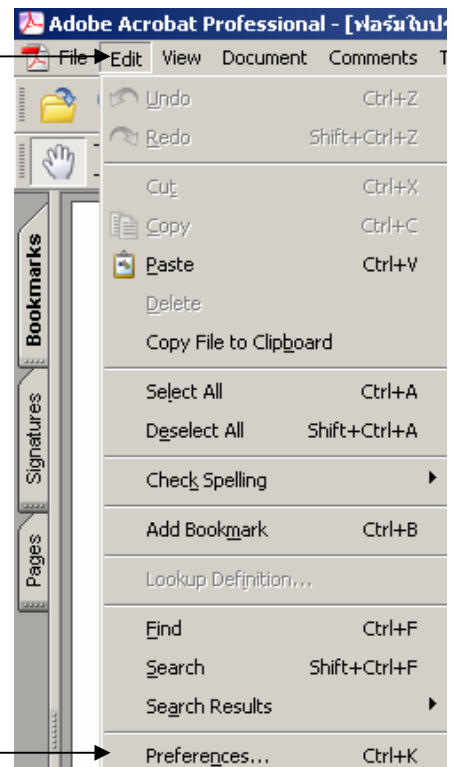 Adobe Acrobat Professional - [ฟอร์มใบป
File Edit View Document Comments T
Undo Ctrl+Z
Redo Shift+Ctrl+Z
Cut Ctrl+X
Copy Ctrl+C
Paste Ctrl+V
Delete
Copy File to Clipboard
Select All Ctrl+A
Deselect All Shift+Ctrl+A
Check Spelling
Add Bookmark Ctrl+B
Lookup Definition...
Find Ctrl+F
Search Shift+Ctrl+F
Search Results
Preferences... Ctrl+K
Bookmarks
Signatures
Pages